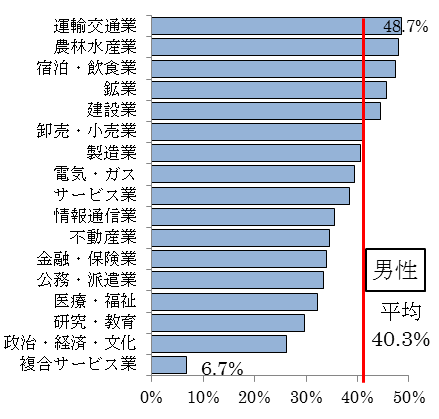 運輸交通業
48.7%
農林水産業
宿泊・飲食業
鉱業
建設業
卸売・小売業
製造業
電気・ガス
サービス業
情報通信業
不動産業
金融・保険業
公務・派遣業
医療・福祉
研究・教育
政治・経済・文化
複合サービス業
6.7%
男性
平均
40.3%
0% 10% 20% 30% 40% 50%